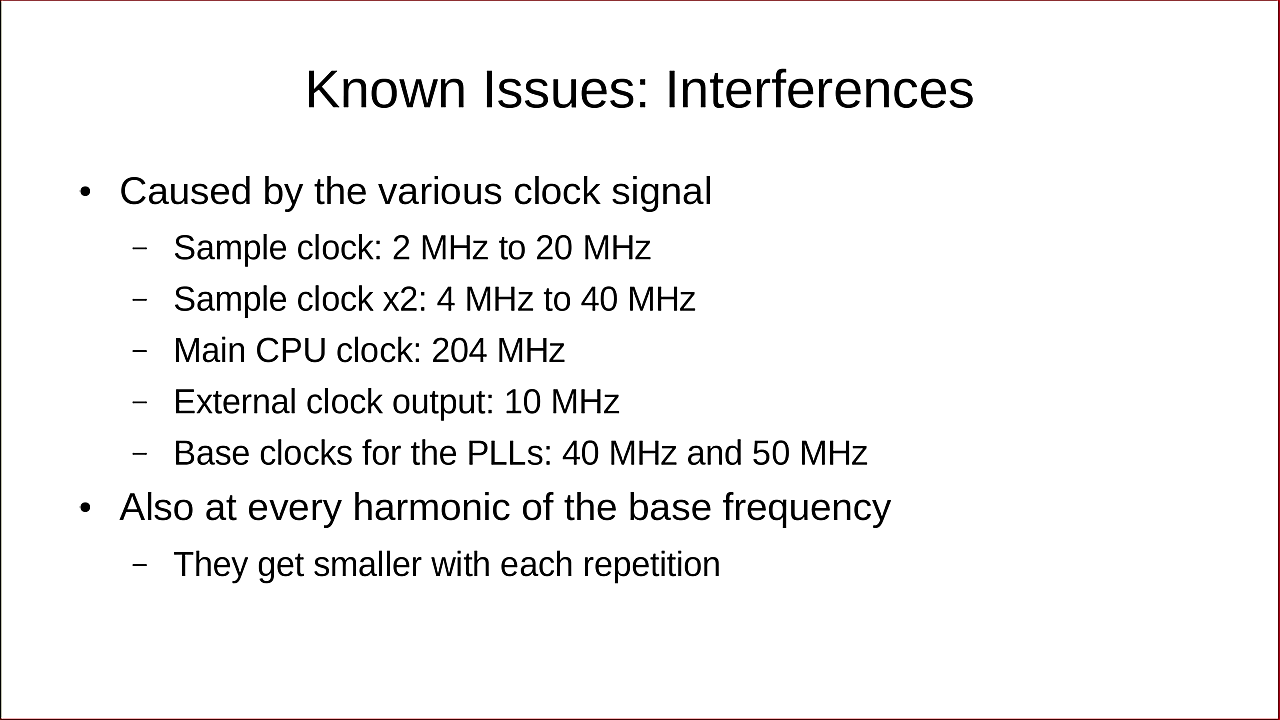 Known Issues: Interferences
• Caused by the various clock signal
– Sample clock: 2 MHz to 20 MHz
– Sample clock x2: 4 MHz to 40 MHz
– Main CPU clock: 204 MHz
– External clock output: 10 MHz
– Base clocks for the PLLs: 40 MHz and 50 MHz
• Also at every harmonic of the base frequency
– They get smaller with each repetition